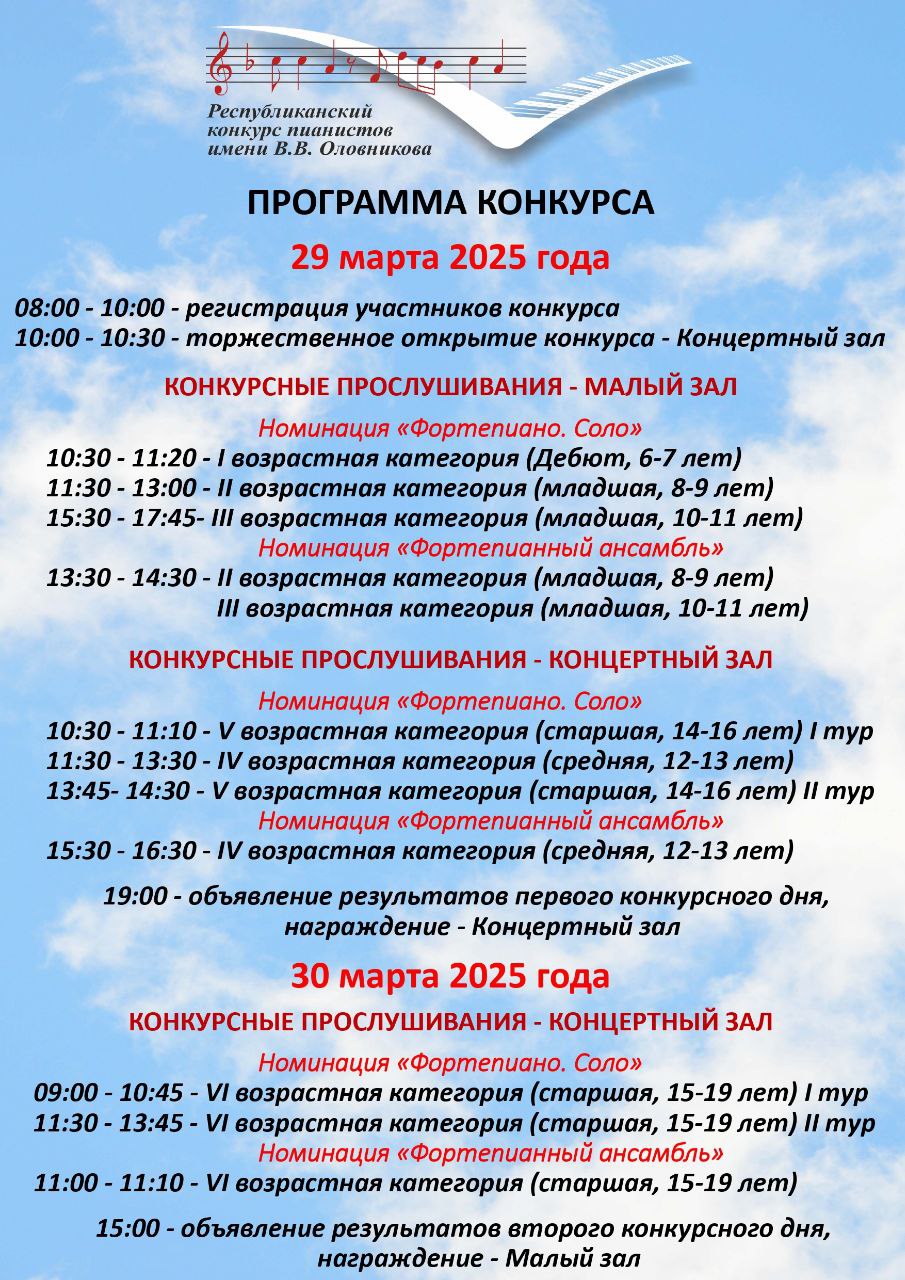 Республиканский
конкурс пианистов
имени В.В. Оловникова
ПРОГРАММА КОНКУРСА
29 марта 2025 года
08:00 - 10:00 - регистрация участников конкурса
10:00 - 10:30 - торжественное открытие конкурса - Концертный зал
КОНКУРСНЫЕ ПРОСЛУШИВАНИЯ - МАЛЫЙ ЗАЛ
Номинация «Фортепиано. Соло»
10:30 - 11:20 - I возрастная категория (Дебют, 6-7 лет)
11:30 - 13:00 - II возрастная категория (младшая, 8-9 лет)
15:30 - 17:45- III возрастная категория (младшая, 10-11 лет)
Номинация «Фортепианный ансамбль»
13:30 - 14:30 - II возрастная категория (младшая, 8-9 лет)
III возрастная категория (младшая, 10-11 лет)
КОНКУРСНЫЕ ПРОСЛУШИВАНИЯ - КОНЦЕРТНЫЙ ЗАЛ
Номинация «Фортепиано. Соло»
10:30 - 11:10 - V возрастная категория (старшая, 14-16 лет) I тур
11:30 - 13:30 - IV возрастная категория (средняя, 12-13 лет)
13:45- 14:30 - V возрастная категория (старшая, 14-16 лет) II тур
Номинация «Фортепианный ансамбль»
15:30 - 16:30 - IV возрастная категория (средняя, 12-13 лет)
19:00 - объявление результатов первого конкурсного дня,
награждение - Концертный зал
30 марта 2025 года
КОНКУРСНЫЕ ПРОСЛУШИВАНИЯ - КОНЦЕРТНЫЙ ЗАЛ
Номинация «Фортепиано. Соло»
09:00 - 10:45 - VI возрастная категория (старшая, 15-19 лет) I тур
11:30 - 13:45 - VI возрастная категория (старшая, 15-19 лет) II тур
Номинация «Фортепианный ансамбль»
11:00 - 11:10 - VI возрастная категория (старшая, 15-19 лет)
15:00 - объявление результатов второго конкурсного дня,
награждение - Малый зал